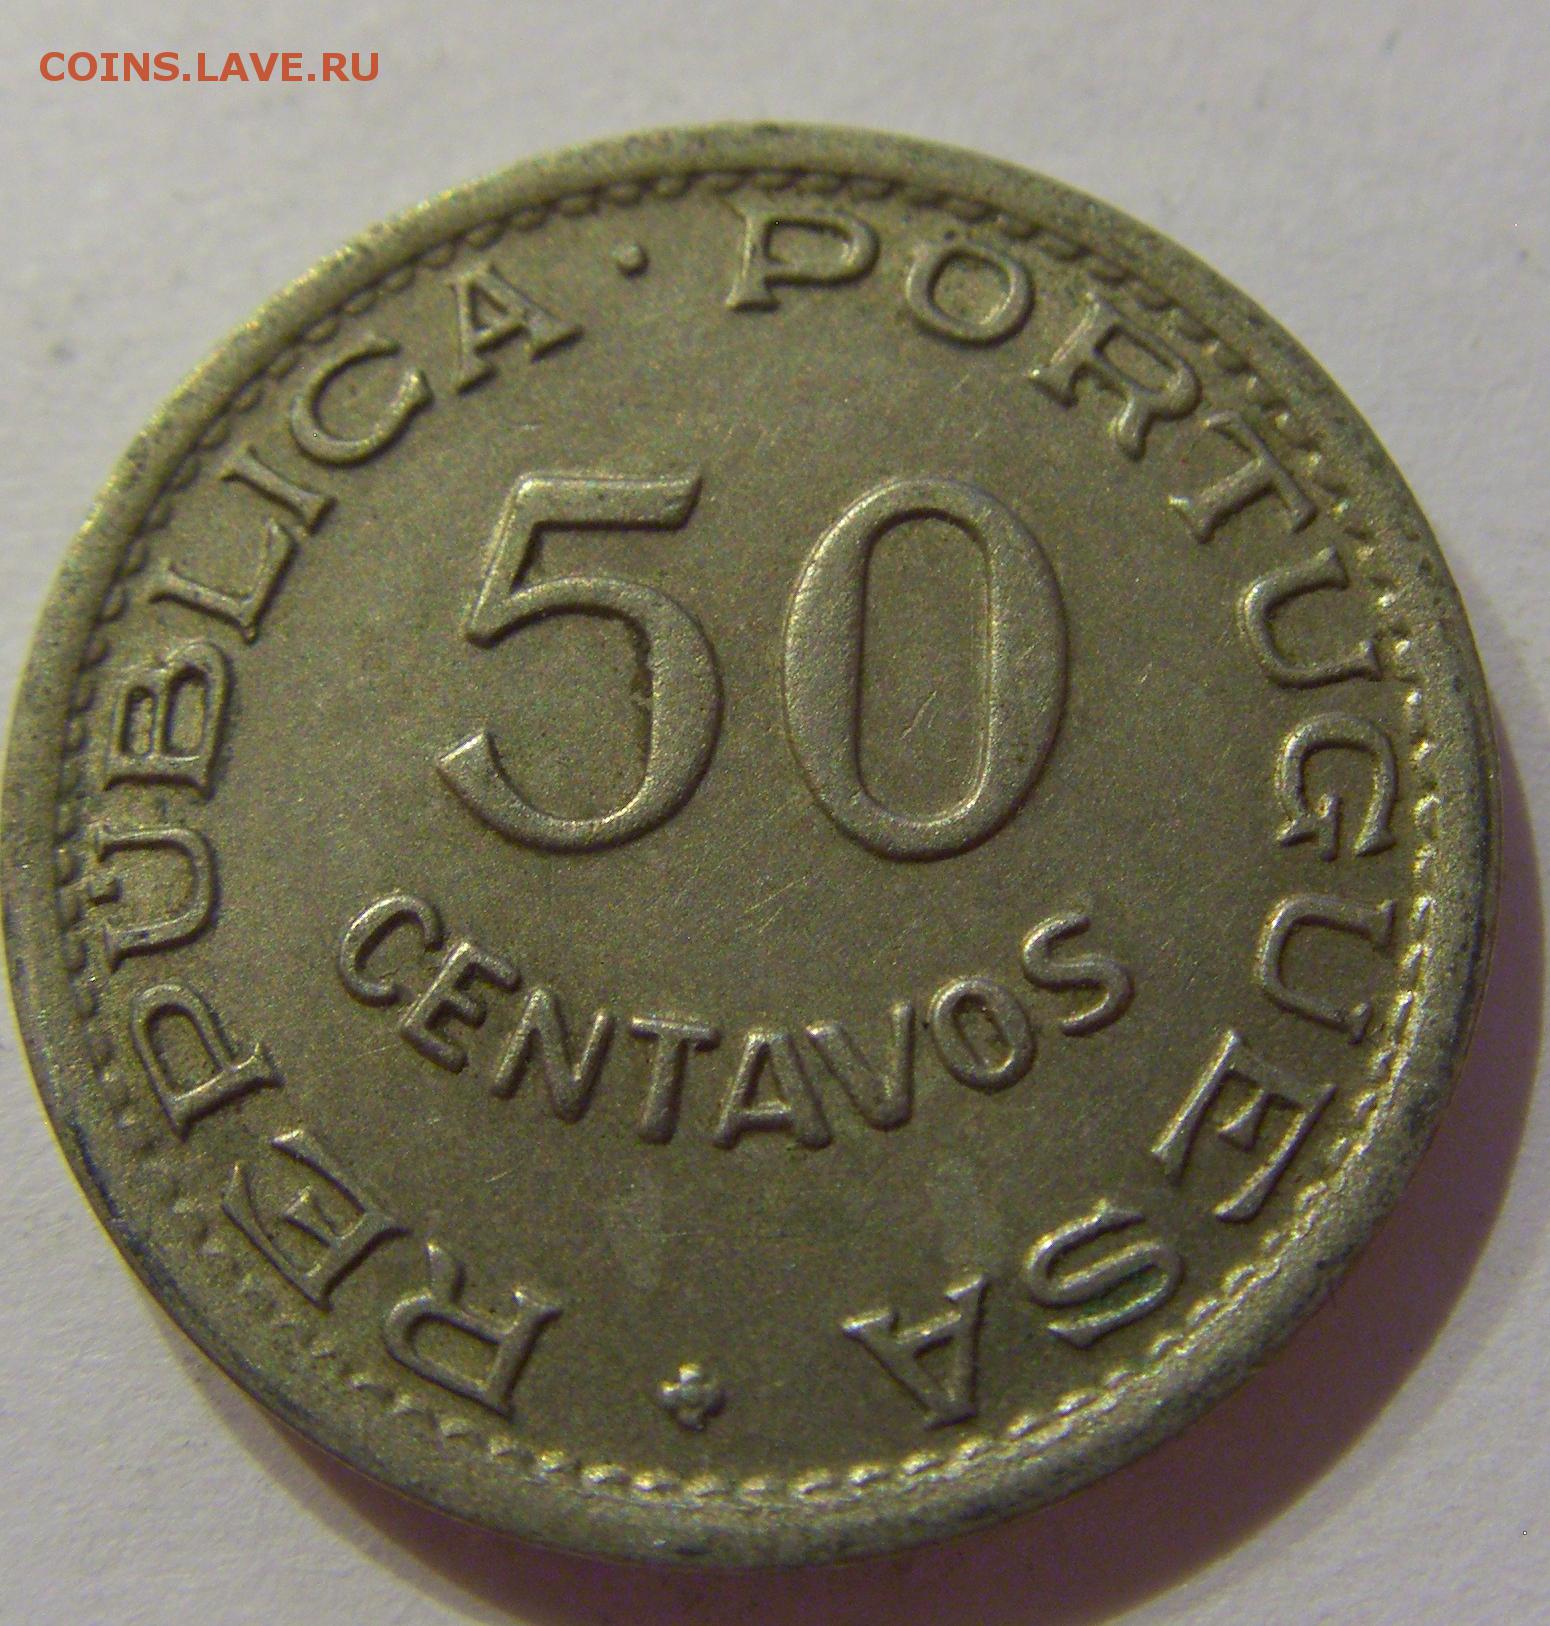 COINS.LAVE.RU
REPUBLICA · PORTUGUESA
50
CENTAVOS